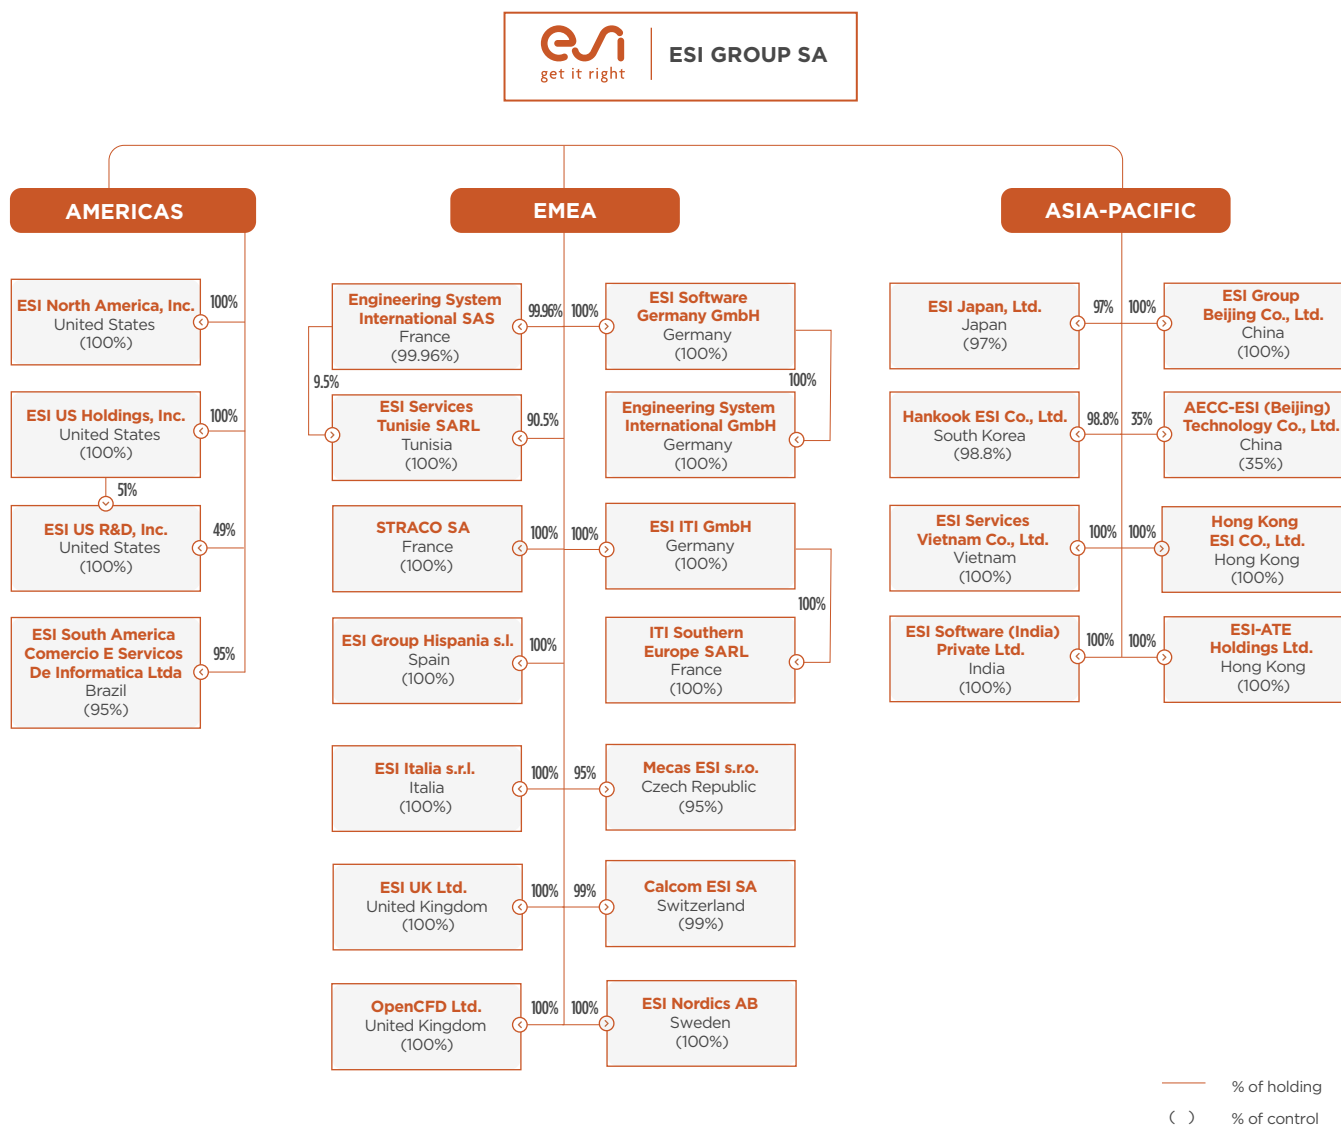 esi
get it right
ESI GROUP SA
AMERICAS
ESI North America, Inc.
United States
(100%)
100%
ESI US Holdings, Inc.
United States
(100%)
100%
51%
ESI US R&D, Inc.
United States
(100%)
49%
ESI South America
Comercio E Servicos
De Informatica Ltda
Brazil
(95%)
95%
EMEA
Engineering System
International SAS
France
(99.96%)
99.96%
100%
ESI Software
Germany GmbH
Germany
(100%)
9.5%
100%
ESI Services
Tunisie SARL
Tunisia
(100%)
90.5%
Engineering System
International GmbH
Germany
(100%)
STRACO SA
France
(100%)
100%
100%
ESI ITI GmbH
Germany
(100%)
100%
ESI Group Hispania s.l.
Spain
(100%)
100%
ITI Southern
Europe SARL
France
(100%)
ESI Italia s.r.l.
Italia
(100%)
100%
95%
Mecas ESI s.r.o.
Czech Republic
(95%)
ESI UK Ltd.
United Kingdom
(100%)
100%
99%
Calcom ESI SA
Switzerland
(99%)
OpenCFD Ltd.
United Kingdom
(100%)
100%
100%
ESI Nordics AB
Sweden
(100%)
ASIA-PACIFIC
ESI Japan, Ltd.
Japan
(97%)
97%
100%
ESI Group
Beijing Co., Ltd.
China
(100%)
Hankook ESI Co., Ltd.
South Korea
(98.8%)
98.8%
35%
AECC-ESI (Beijing)
Technology Co., Ltd.
China
(35%)
ESI Services
Vietnam Co., Ltd.
Vietnam
(100%)
100%
100%
Hong Kong
ESI CO., Ltd.
Hong Kong
(100%)
ESI Software (India)
Private Ltd.
India
(100%)
100%
100%
ESI-ATE
Holdings Ltd.
Hong Kong
(100%)
% of holding
( ) % of control